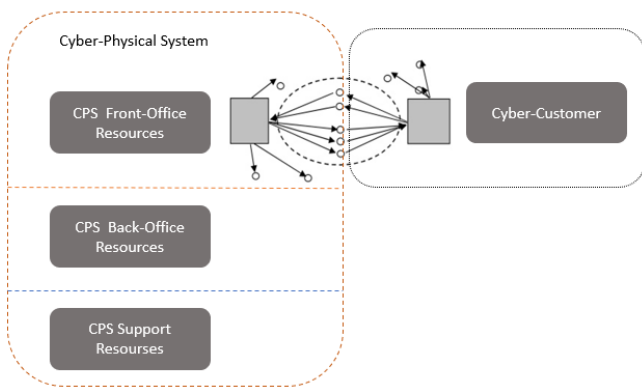 Cyber-Physical System
CPS Front-Office
Resources
Cyber-Customer
CPS Back-Office
Resources
CPS Support
Resourses